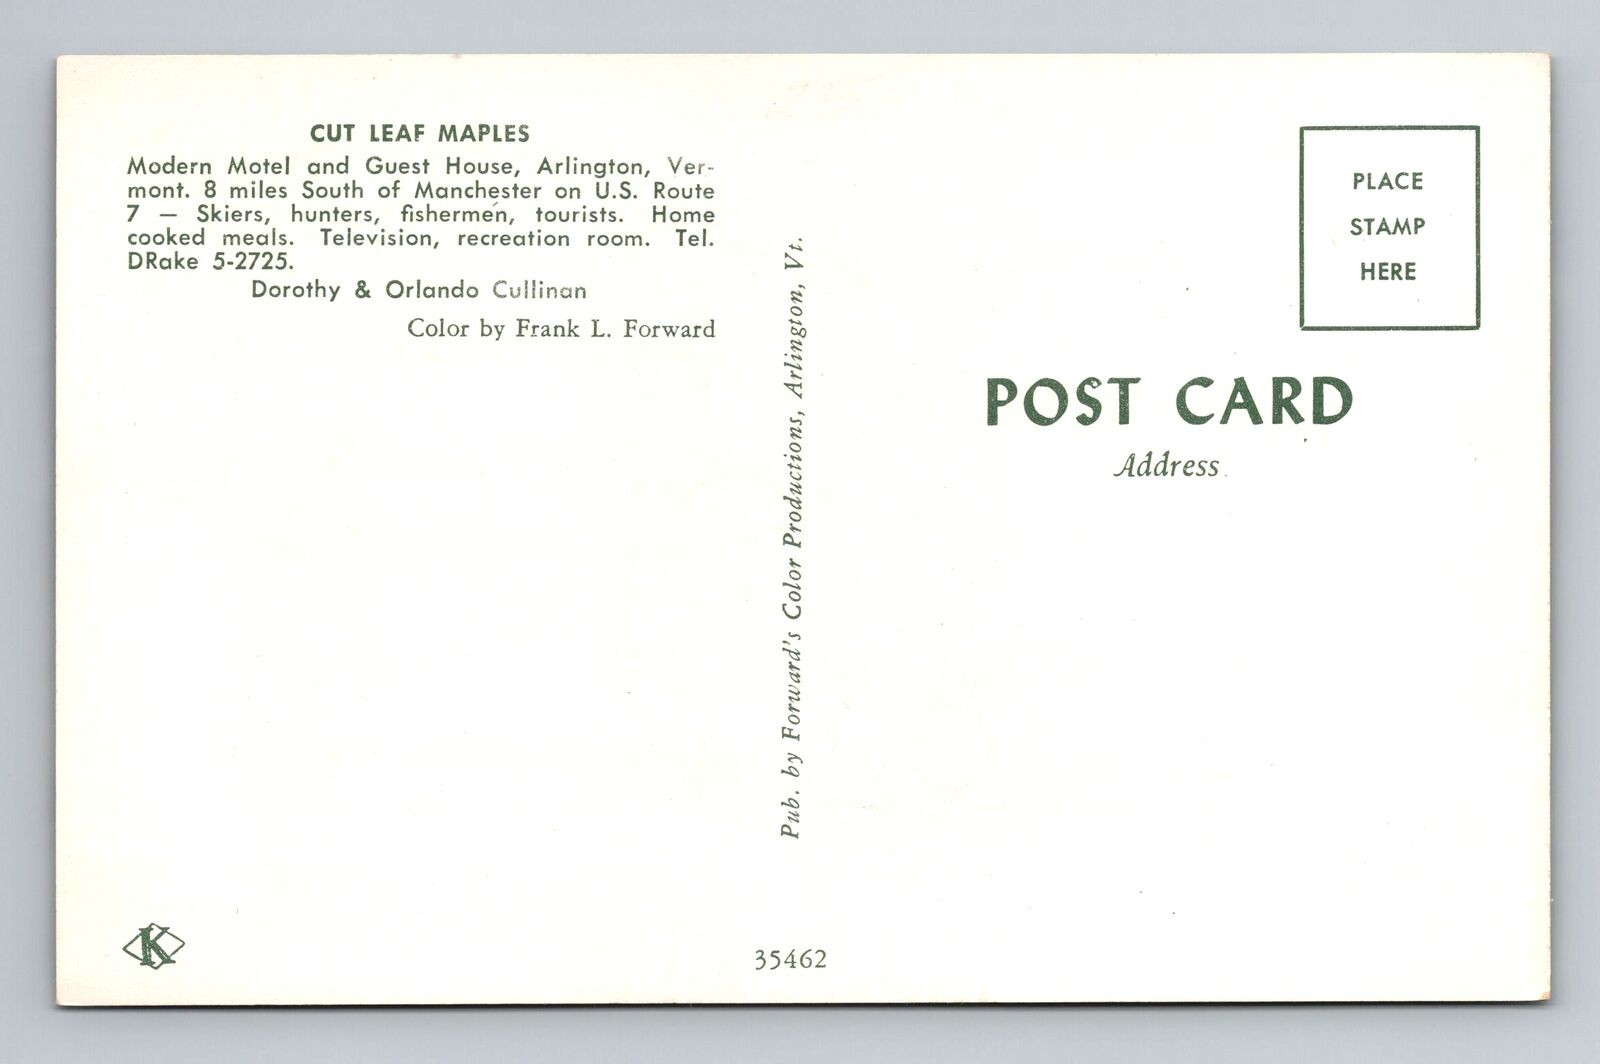 CUT LEAF MAPLES
Modern Motel and Guest House, Arlington, Ver-
mont. 8 miles South of Manchester on U.S. Route
7 — Skiers, hunters, fishermen, tourists. Home
cooked meals. Television, recreation room. Tel.
DRake 5-2725.
Dorothy & Orlando Cullinan
Color by Frank L. Forward
Pub. by Forward's Color Productions, Arlington, Vt.
PLACE
STAMP
HERE
POST CARD
Address
K
35462